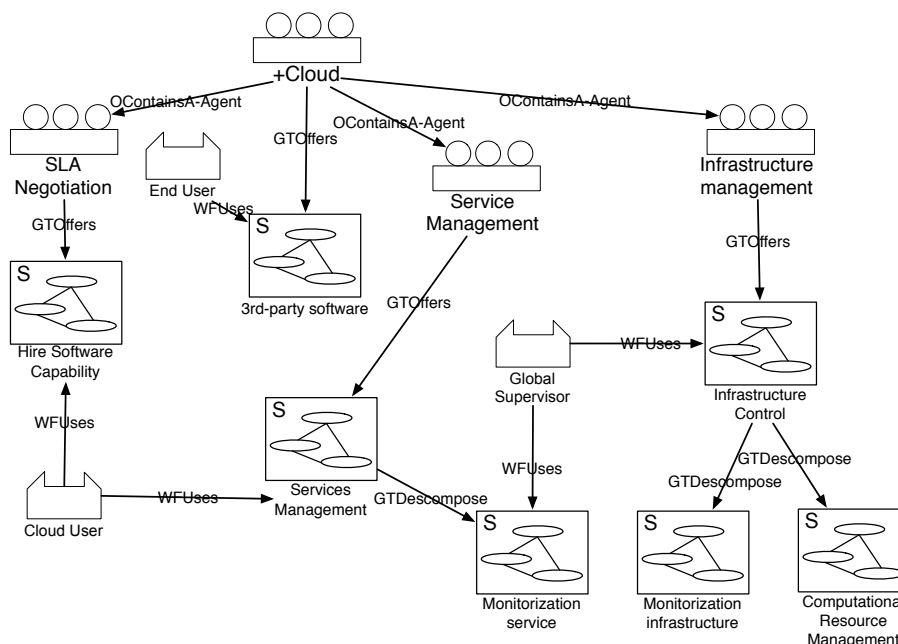 +Cloud
OContainsA-Agent
OContainsA-Agent
OContainsA-Agent
GTOffers
SLA
Negotiation
End User
WFUses
Service
Management
Infrastructure
management
GTOffers
S
3rd-party software
GTOffers
GTOffers
S
Hire Software
Capability
WFUses
Cloud User
WFUses
S
Services
Management
GTDescompose
Global
Supervisor
WFUses
WFUses
S
Infrastructure
Control
GTDescompose
GTDescompose
S
Monitorization
service
S
Monitorization
infrastructure
S
Computational
Resource
Management